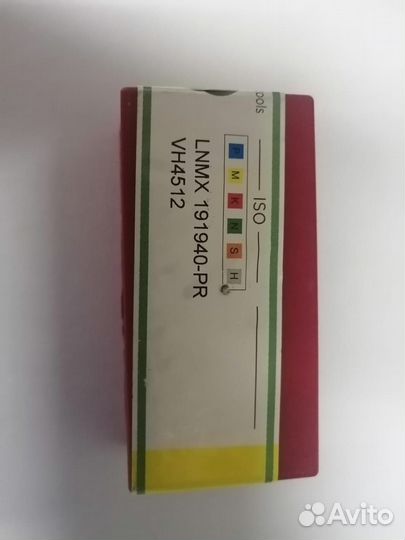 ools
ISO
P M K N S H
LNMX 191940-PR
VH4512
Avito